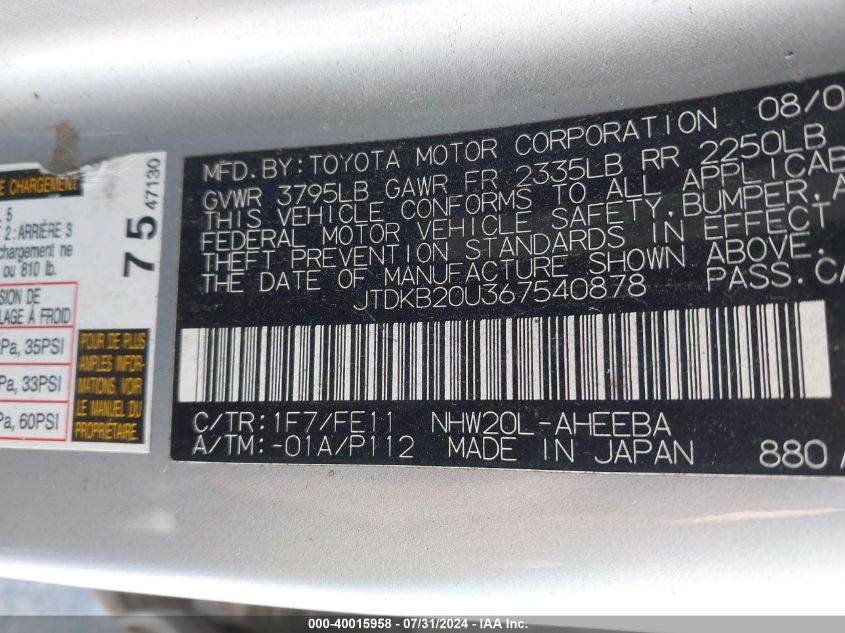 E CHARGEMENT
5
2:ARRIÈRE 3
chargement ne
ou 810 lb.
SION DE
LAGE À FROID
Pa, 35PSI
Pa, 33PSI
Pa, 60PSI
75 47130
POUR DE PLUS
AMPLES INFOR-
MATIONS, VOIR
LE MANUEL DU
PROPRIÉTAIRE.
MFD. BY: TOYOTA MOTOR CORPORATION 08/0
GVWR 3795LB GAWR FR 2335LB RR 2250LB
THIS VEHICLE CONFORMS TO ALL APPLICAB
FEDERAL MOTOR VEHICLE SAFETY, BUMPER, A
THEFT PREVENTION STANDARDS IN EFFECT
THE DATE OF MANUFACTURE SHOWN ABOVE.
JTDKB20U367540878 PASS. CA
C/TR: 1F7/FE11 NHW20L-AHEEBA
A/TM: -01A/P112 MADE IN JAPAN 880
000-40015958 - 07/31/2024 - IAA Inc.